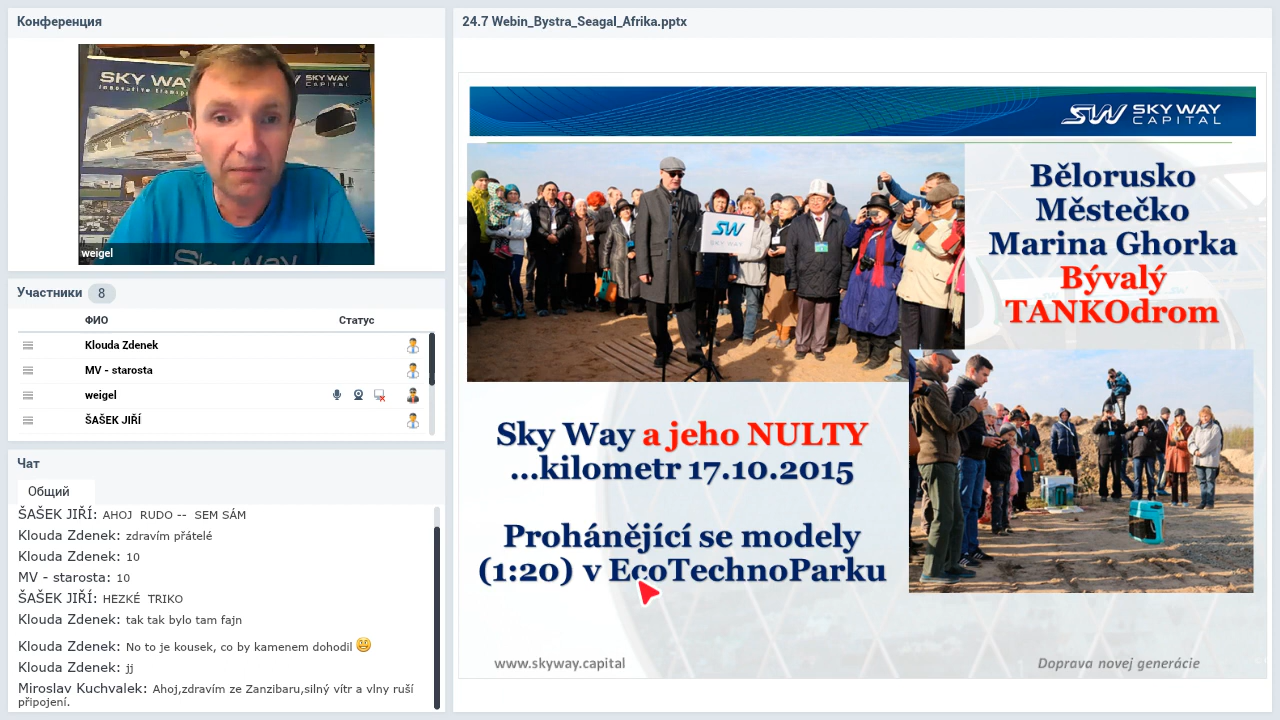 Конференция
SKY WAY
SKY WAY
CAPITAL
weigel
Участники 8
ФИО Статус
Klouda Zdenek
MV - starosta
weigel
ŠAŠEK JIŘÍ
Чат
Общий
ŠAŠEK JIŘÍ: AHOJ RUDO -- SEM SÁM
Klouda Zdenek: zdravím přátelé
Klouda Zdenek: 10
MV - starosta: 10
ŠAŠEK JIŘÍ: HEZKÉ TRIKO
Klouda Zdenek: tak tak bylo tam fajn
Klouda Zdenek: No to je kousek, co by kamenem dohodil
Klouda Zdenek: jj
Miroslav Kuchvalek: Ahoj,zdravím ze Zanzibaru,silný vítr a vlny ruší
připojení.
24.7 Webin_Bystra_Seagal_Afrika.pptx
SW SKY WAY
CAPITAL
SW
SKY WAY
Bělorusko
Městečko
Marina Ghorka
Bývalý
TANKOdrom
Sky Way a jeho NULTY
...kilometr 17.10.2015
Prohánějící se modely
(1:20) v EcoTechnoParku
www.skyway.capital
Doprava novej generácie